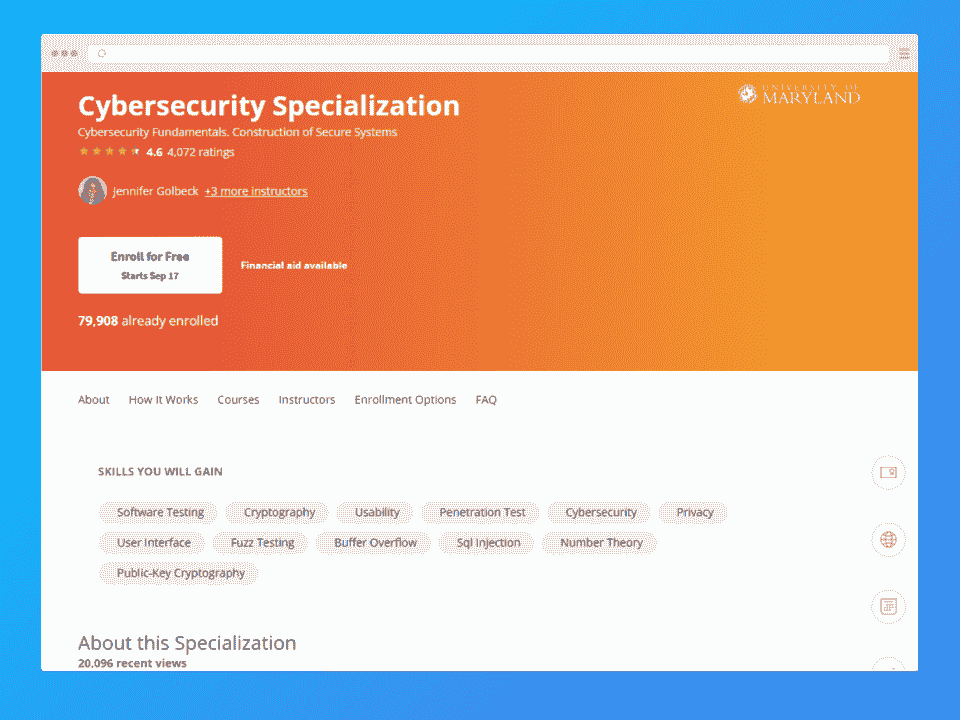 UNIVERSITY OF
MARYLAND
Cybersecurity Specialization
Cybersecurity Fundamentals. Construction of Secure Systems
4.6 4,072 ratings
Jennifer Golbeck +3 more instructors
Enroll for Free
Starts Sep 17
Financial aid available
79,908 already enrolled
About How It Works Courses Instructors Enrollment Options FAQ
SKILLS YOU WILL GAIN
Software Testing Cryptography Usability Penetration Test Cybersecurity Privacy
User Interface Fuzz Testing Buffer Overflow Sql Injection Number Theory
Public-Key Cryptography
About this Specialization
20,096 recent views